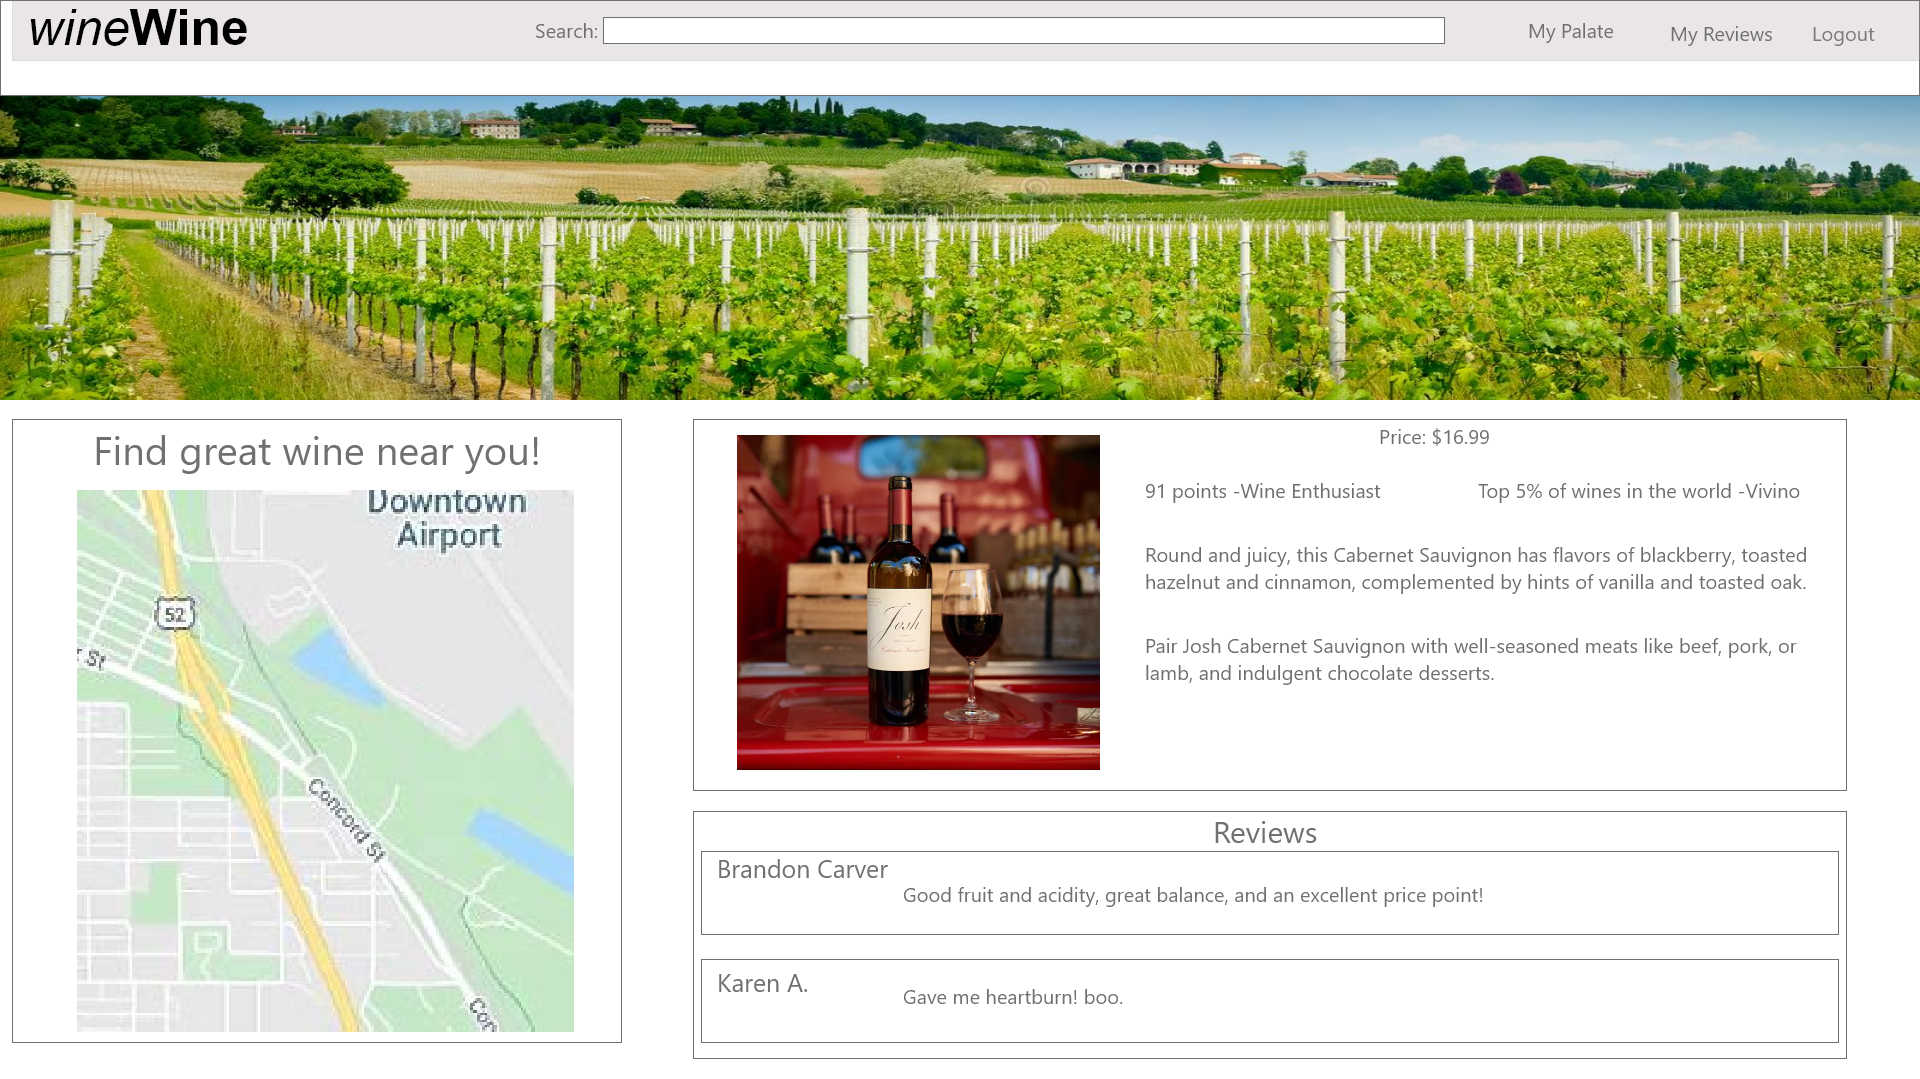 wineWine
Search:
My Palate
My Reviews
Logout
Find great wine near you!
Downtown
Airport
52
St
Concord St
Price: $16.99
91 points -Wine Enthusiast
Top 5% of wines in the world -Vivino
Round and juicy, this Cabernet Sauvignon has flavors of blackberry, toasted
hazelnut and cinnamon, complemented by hints of vanilla and toasted oak.
Pair Josh Cabernet Sauvignon with well-seasoned meats like beef, pork, or
lamb, and indulgent chocolate desserts.
Josh
Cabernet Sauvignon
Reviews
Brandon Carver
Good fruit and acidity, great balance, and an excellent price point!
Karen A.
Gave me heartburn! boo.